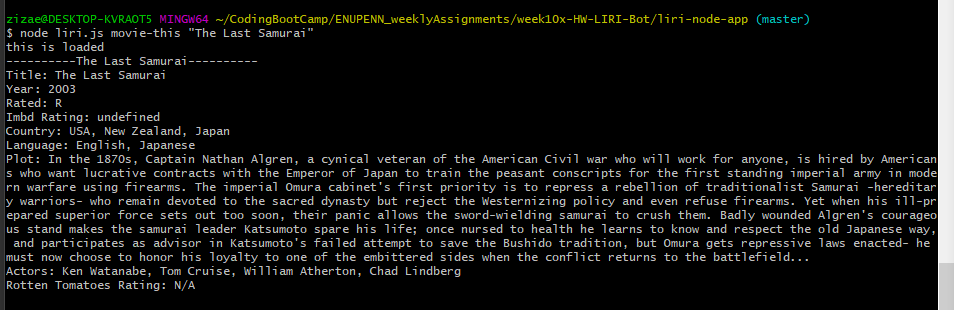 zizae@DESKTOP-KVRAQT5 MINGW64 ~/CodingBootCamp/ENUPENN_weeklyAssignments/week10x-HW-LIRI-Bot/liri-node-app (master)
$ node liri.js movie-this "The Last Samurai"
this is loaded
----------The Last Samurai----------
Title: The Last Samurai
Year: 2003
Rated: R
Imbd Rating: undefined
Country: USA, New Zealand, Japan
Language: English, Japanese
Plot: In the 1870s, Captain Nathan Algren, a cynical veteran of the American Civil war who will work for anyone, is hired by American
s who want lucrative contracts with the Emperor of Japan to train the peasant conscripts for the first standing imperial army in mode
rn warfare using firearms. The imperial Omura cabinet's first priority is to repress a rebellion of traditionalist Samurai -hereditar
y warriors- who remain devoted to the sacred dynasty but reject the Westernizing policy and even refuse firearms. Yet when his ill-pr
epared superior force sets out too soon, their panic allows the sword-wielding samurai to crush them. Badly wounded Algren's courageo
us stand makes the samurai leader Katsumoto spare his life; once nursed to health he learns to know and respect the old Japanese way,
 and participates as advisor in Katsumoto's failed attempt to save the Bushido tradition, but Omura gets repressive laws enacted- he
must now choose to honor his loyalty to one of the embittered sides when the conflict returns to the battlefield...
Actors: Ken Watanabe, Tom Cruise, William Atherton, Chad Lindberg
Rotten Tomatoes Rating: N/A